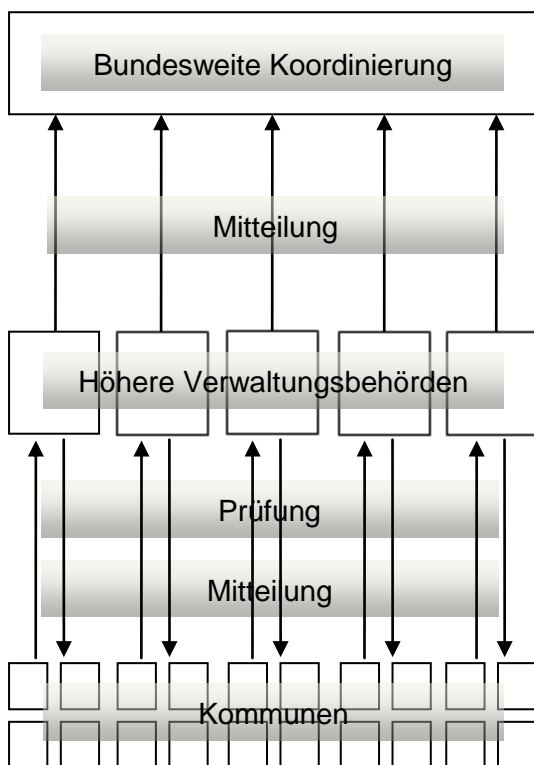 Bundesweite Koordinierung
Mitteilung
Höhere Verwaltungsbehörden
Prüfung
Mitteilung
Kommunen